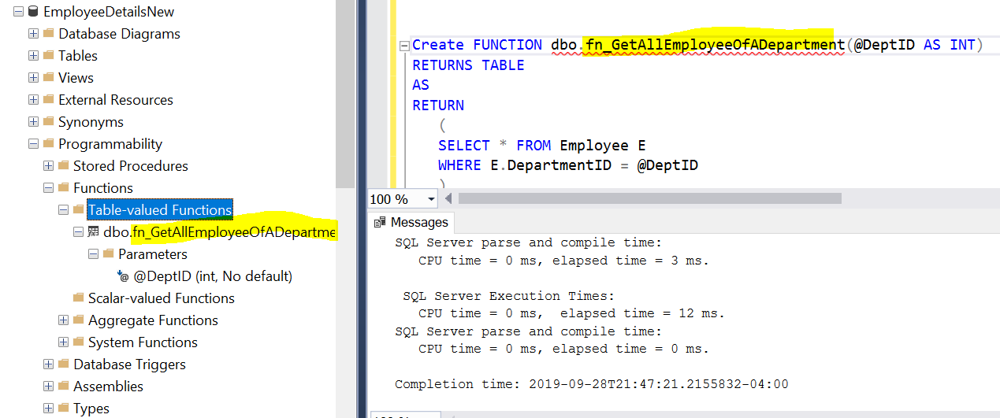 EmployeeDetailsNew
Database Diagrams
Tables
Views
External Resources
Synonyms
Programmability
Stored Procedures
Functions
Table-valued Functions
dbo.fn_GetAllEmployeeOfADepartme
Parameters
@DeptID (int, No default)
Scalar-valued Functions
Aggregate Functions
System Functions
Database Triggers
Assemblies
Types
Create FUNCTION dbo.fn_GetAllEmployeeOfADepartment(@DeptID AS INT)
RETURNS TABLE
AS
RETURN
(
SELECT * FROM Employee E
WHERE E.DepartmentID = @DeptID
)
100 %
Messages
SQL Server parse and compile time:
CPU time = 0 ms, elapsed time = 3 ms.
SQL Server Execution Times:
CPU time = 0 ms,  elapsed time = 12 ms.
SQL Server parse and compile time:
CPU time = 0 ms, elapsed time = 0 ms.
Completion time: 2019-09-28T21:47:21.2155832-04:00